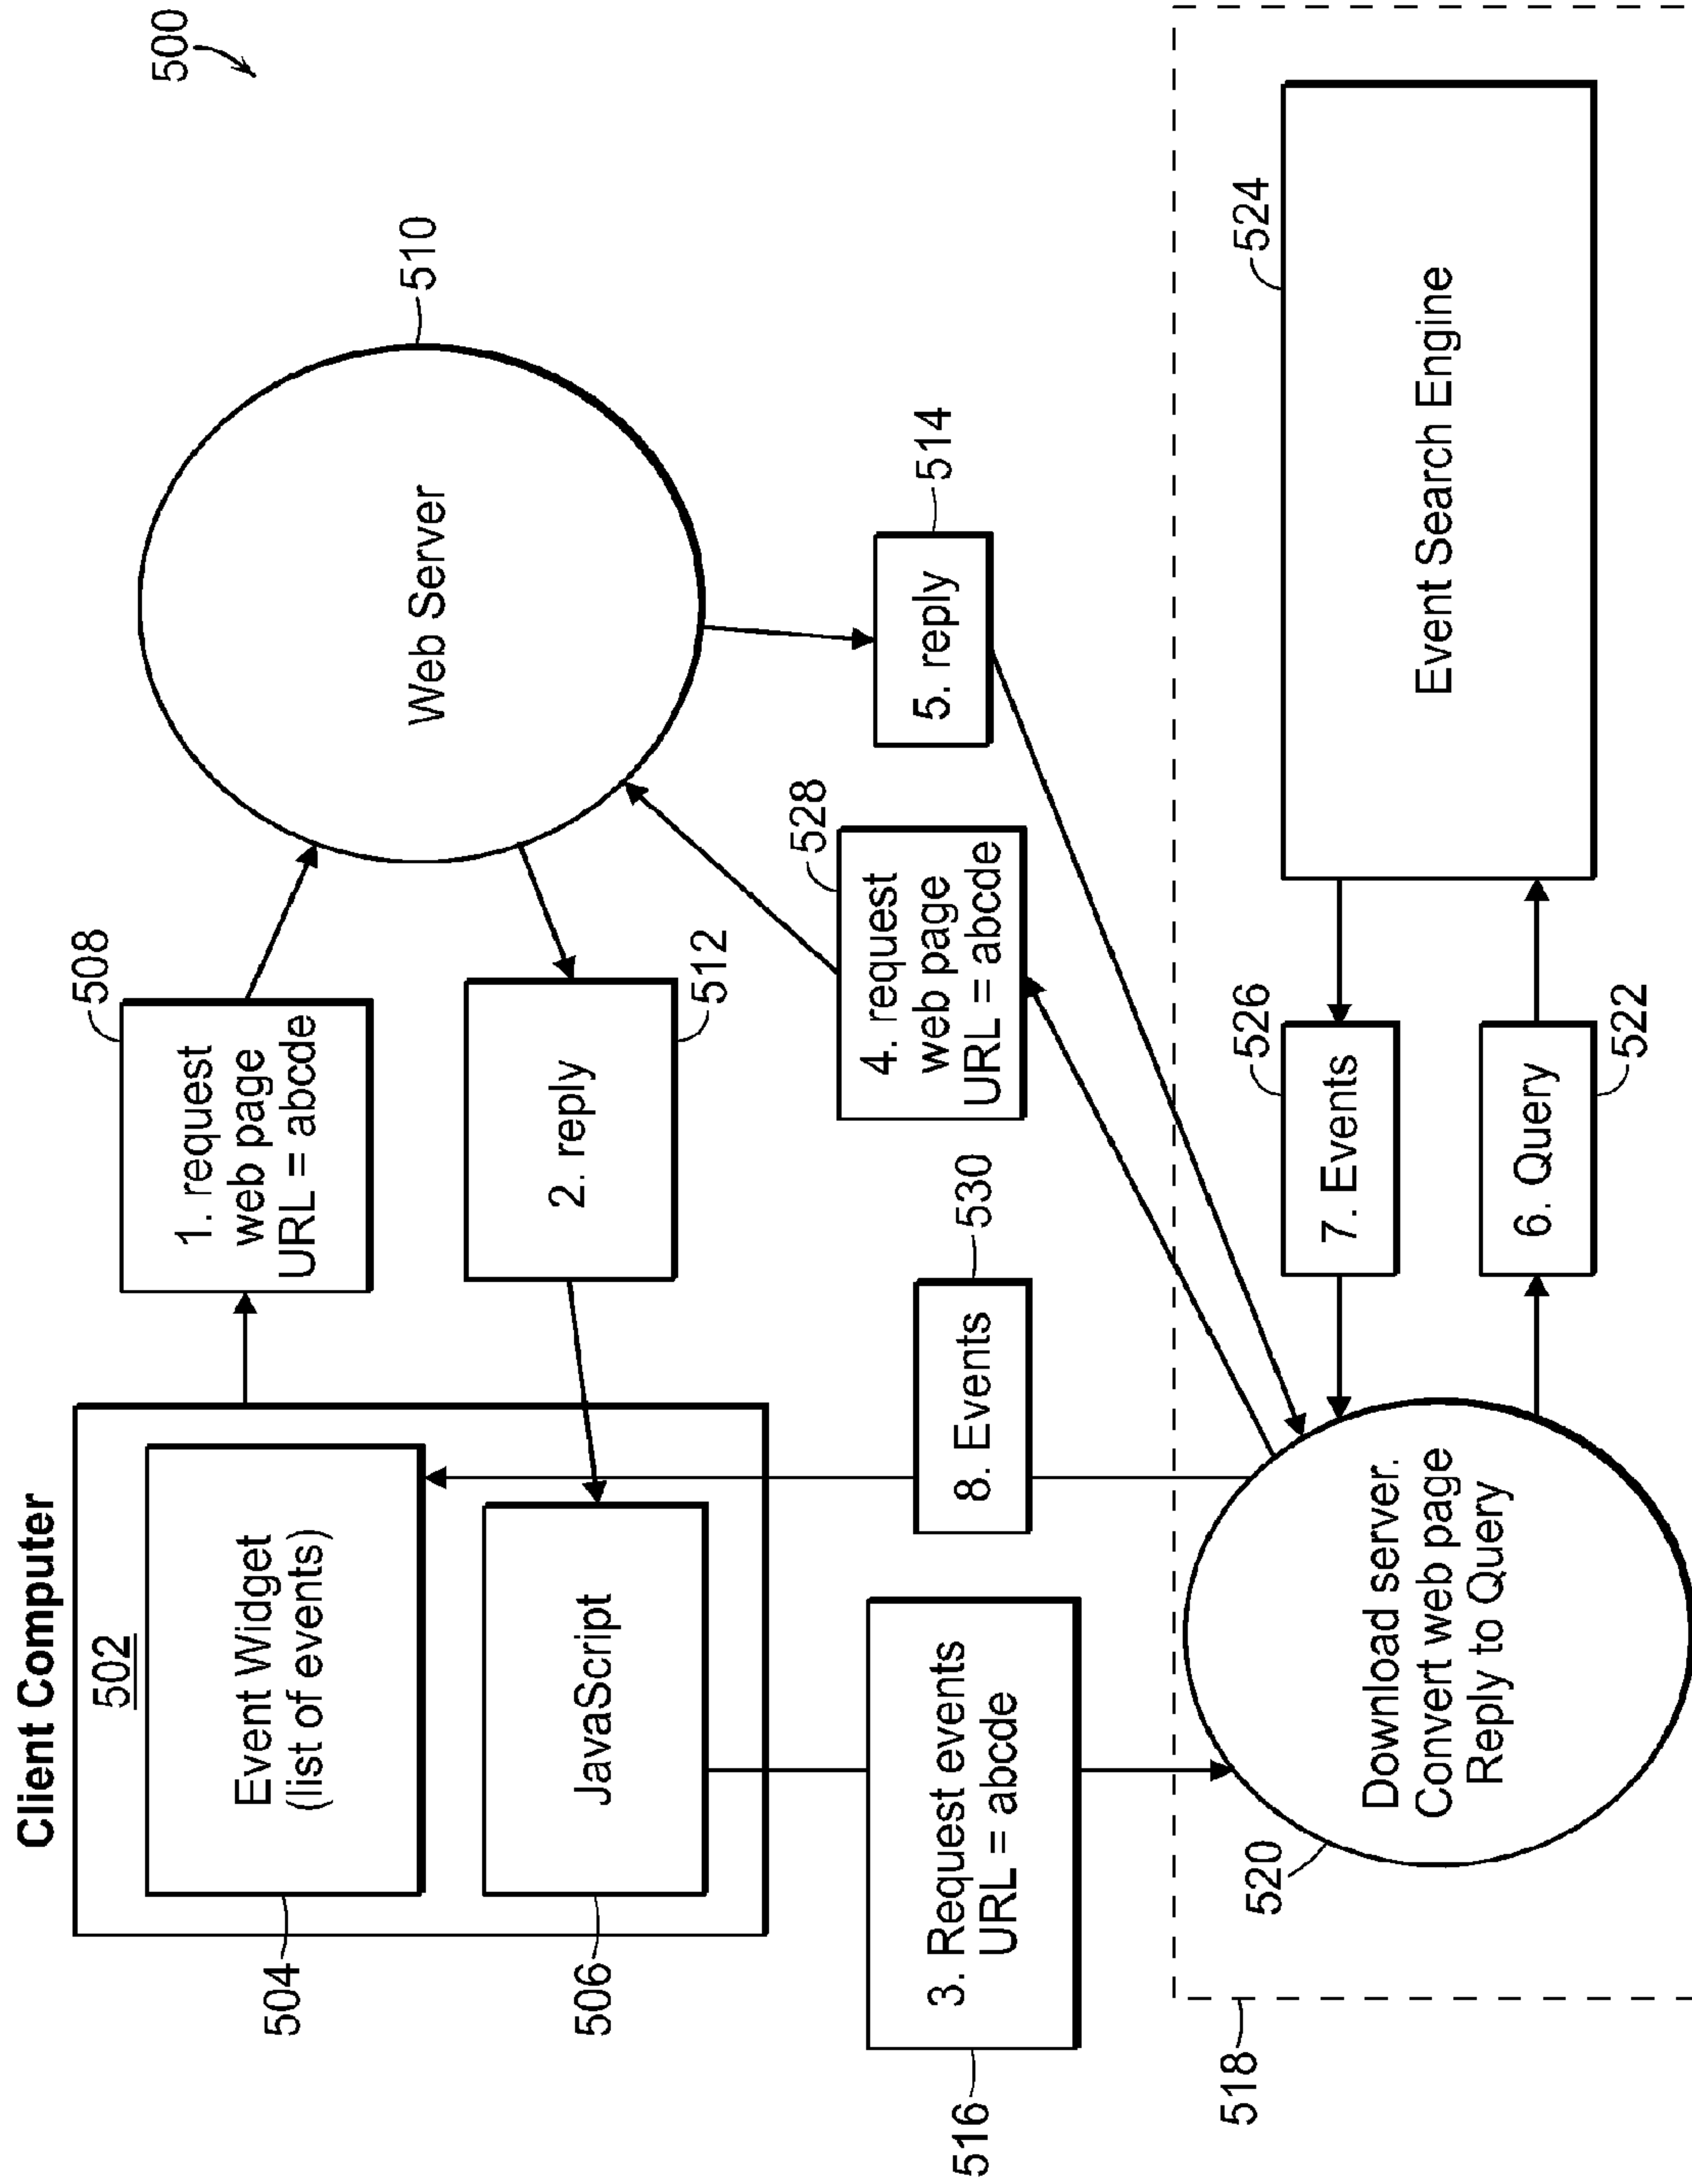 500
Client Computer
502
Event Widget
(list of events)
504
JavaScript
506
508
1. request
web page
URL = abcde
Web Server
510
2. reply
512
5. reply
514
528
4. request
web page
URL = abcde
8. Events
530
3. Request events
URL = abcde
516
518
520
Download server.
Convert web page
Reply to Query
526
7. Events
6. Query
522
524
Event Search Engine